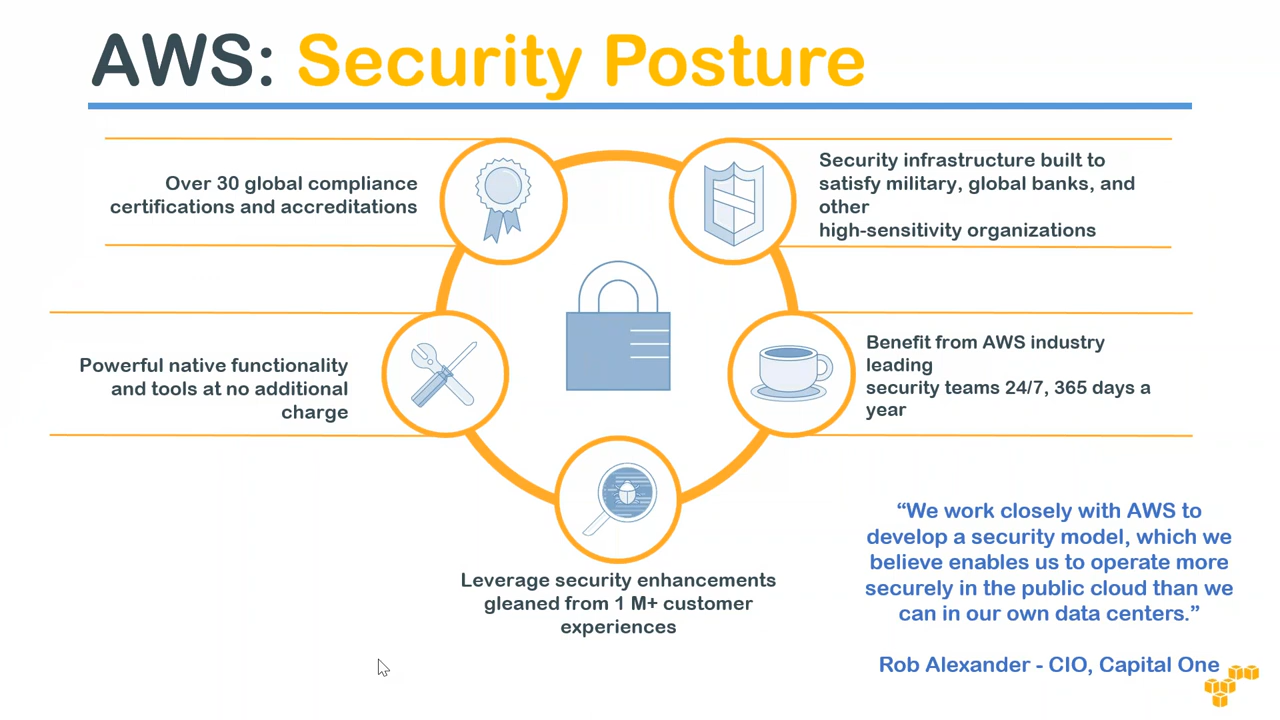 AWS: Security Posture
Over 30 global compliance
certifications and accreditations
Security infrastructure built to
satisfy military, global banks, and
other
high-sensitivity organizations
Powerful native functionality
and tools at no additional
charge
Benefit from AWS industry
leading
security teams 24/7, 365 days a
year
Leverage security enhancements
gleaned from 1 M+ customer
experiences
“We work closely with AWS to
develop a security model, which we
believe enables us to operate more
securely in the public cloud than we
can in our own data centers.”
Rob Alexander - CIO, Capital One